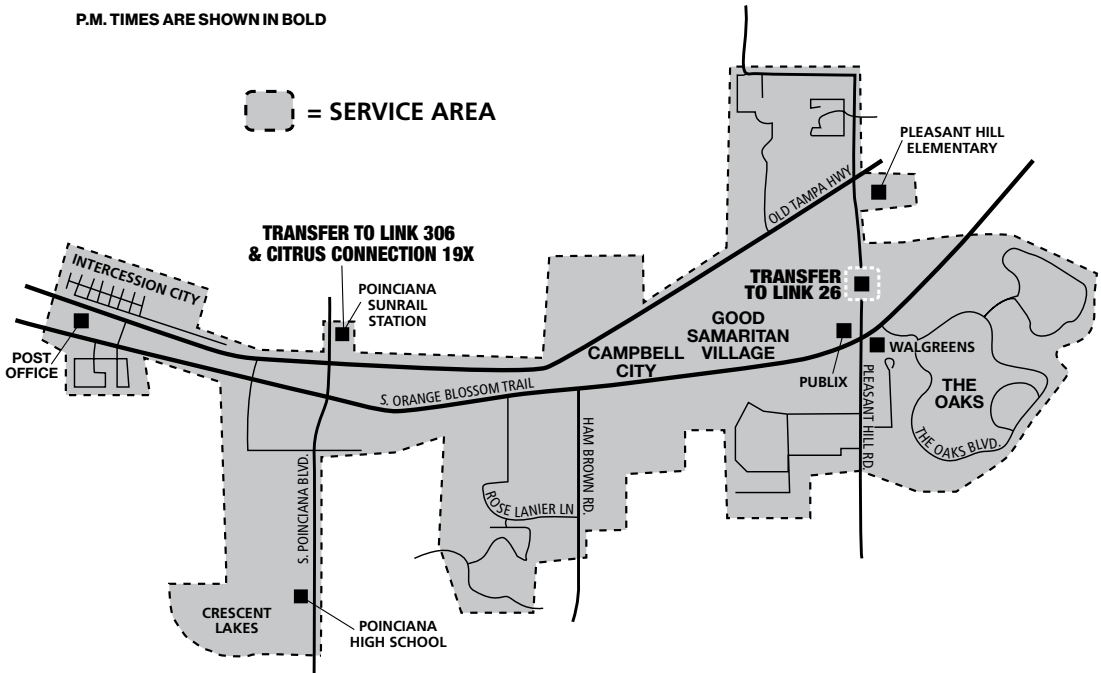 P.M. TIMES ARE SHOWN IN BOLD
= SERVICE AREA
PLEASANT HILL
ELEMENTARY
OLD TAMPA HWY
TRANSFER TO LINK 306
& CITRUS CONNECTION 19X
INTERCESSION CITY
POINCIANA
SUNRAIL
STATION
TRANSFER
TO LINK 26
GOOD
SAMARITAN
VILLAGE
CAMPBELL
CITY
POST
OFFICE
WALGREENS
PUBLIX
S. ORANGE BLOSSOM TRAIL
THE
OAKS
PLEASANT HILL RD.
THE OAKS BLVD.
HAM BROWN RD.
S. POINCIANA BLVD.
ROSE LANIER LN
CRESCENT
LAKES
POINCIANA
HIGH SCHOOL